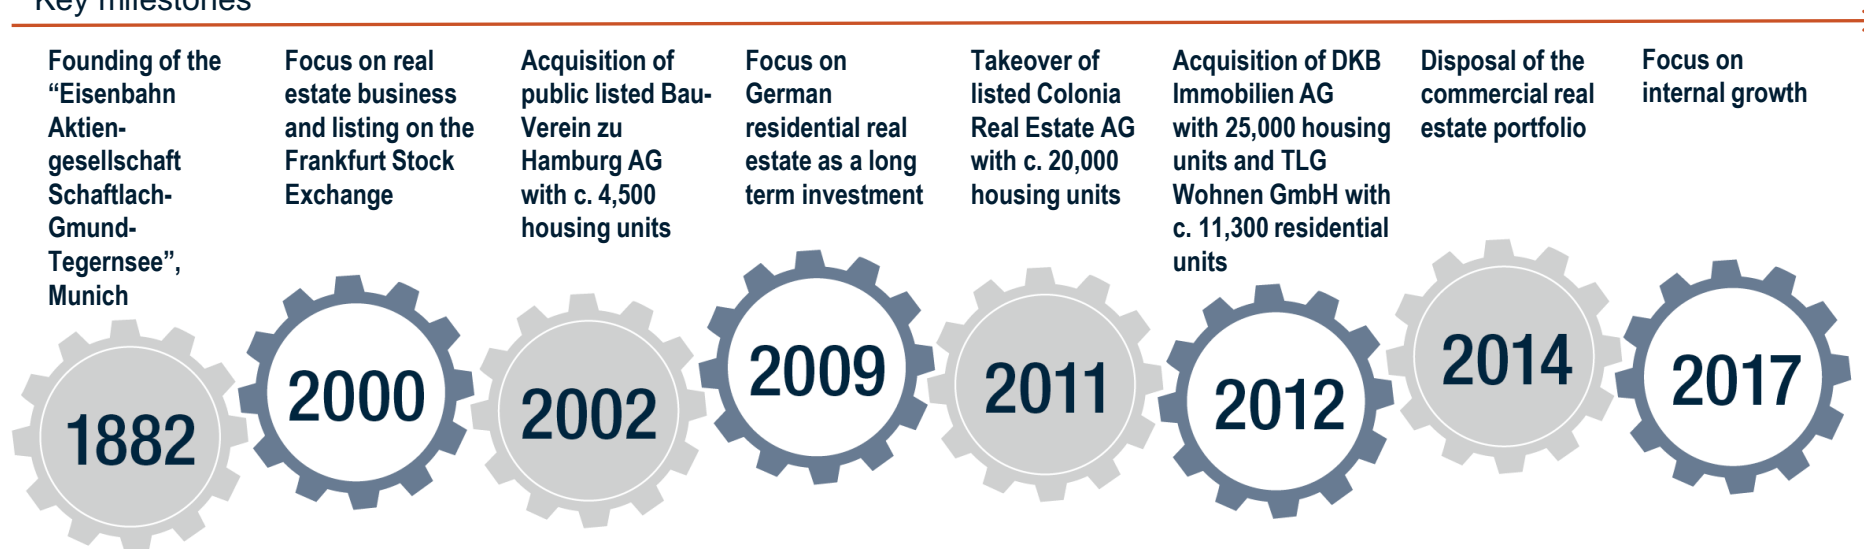 Key milestones
Founding of the
“Eisenbahn
Aktien-
gesellschaft
Schaftlach-
Gmund-
Tegernsee”,
Munich
1882
Focus on real
estate business
and listing on the
Frankfurt Stock
Exchange
2000
Acquisition of
public listed Bau-
Verein zu
Hamburg AG
with c. 4,500
housing units
2002
Focus on
German
residential real
estate as a long
term investment
2009
Takeover of
listed Colonia
Real Estate AG
with c. 20,000
housing units
2011
Acquisition of DKB
Immobilien AG
with 25,000 housing
units and TLG
Wohnen GmbH with
c. 11,300 residential
units
2012
Disposal of the
commercial real
estate portfolio
2014
Focus on
internal growth
2017